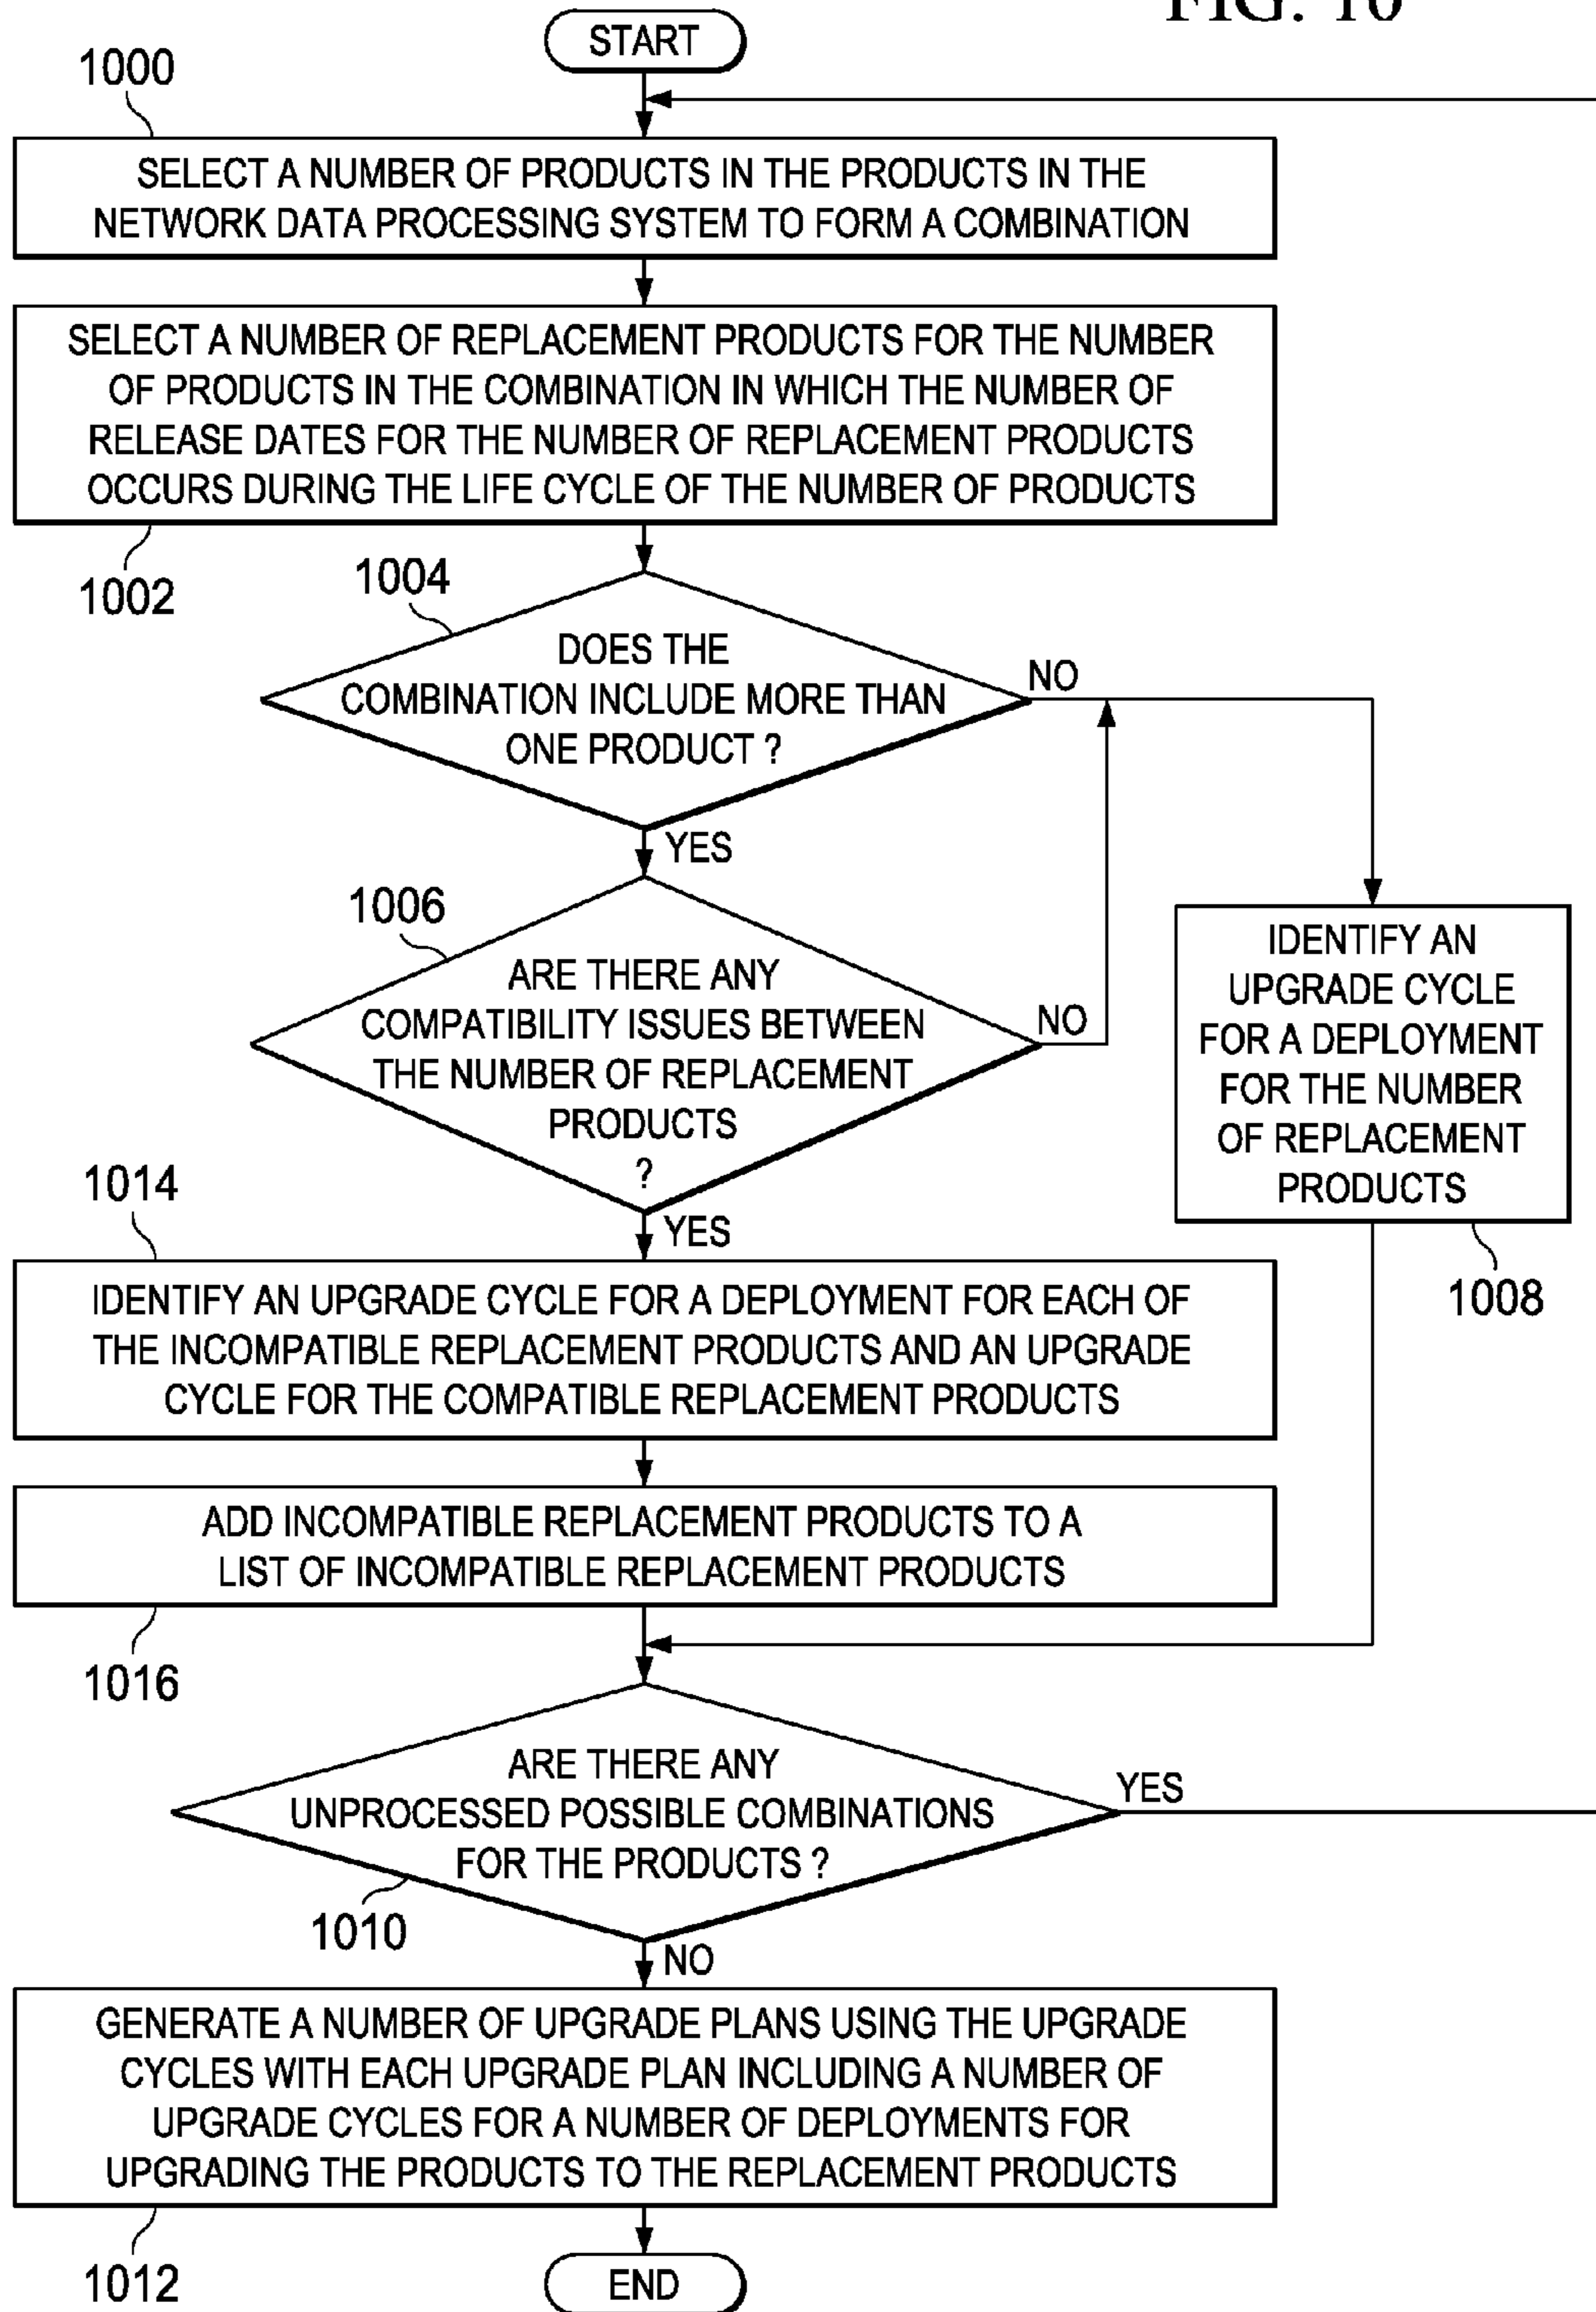 FIG. 10
START
1000
SELECT A NUMBER OF PRODUCTS IN THE PRODUCTS IN THE
NETWORK DATA PROCESSING SYSTEM TO FORM A COMBINATION
SELECT A NUMBER OF REPLACEMENT PRODUCTS FOR THE NUMBER
OF PRODUCTS IN THE COMBINATION IN WHICH THE NUMBER OF
RELEASE DATES FOR THE NUMBER OF REPLACEMENT PRODUCTS
OCCURS DURING THE LIFE CYCLE OF THE NUMBER OF PRODUCTS
1002
1004
DOES THE
COMBINATION INCLUDE MORE THAN
ONE PRODUCT ?
NO
YES
1006
ARE THERE ANY
COMPATIBILITY ISSUES BETWEEN
THE NUMBER OF REPLACEMENT
PRODUCTS
?
NO
YES
IDENTIFY AN
UPGRADE CYCLE
FOR A DEPLOYMENT
FOR THE NUMBER
OF REPLACEMENT
PRODUCTS
1008
1014
IDENTIFY AN UPGRADE CYCLE FOR A DEPLOYMENT FOR EACH OF
THE INCOMPATIBLE REPLACEMENT PRODUCTS AND AN UPGRADE
CYCLE FOR THE COMPATIBLE REPLACEMENT PRODUCTS
ADD INCOMPATIBLE REPLACEMENT PRODUCTS TO A
LIST OF INCOMPATIBLE REPLACEMENT PRODUCTS
1016
ARE THERE ANY
UNPROCESSED POSSIBLE COMBINATIONS
FOR THE PRODUCTS ?
YES
1010
NO
GENERATE A NUMBER OF UPGRADE PLANS USING THE UPGRADE
CYCLES WITH EACH UPGRADE PLAN INCLUDING A NUMBER OF
UPGRADE CYCLES FOR A NUMBER OF DEPLOYMENTS FOR
UPGRADING THE PRODUCTS TO THE REPLACEMENT PRODUCTS
1012
END